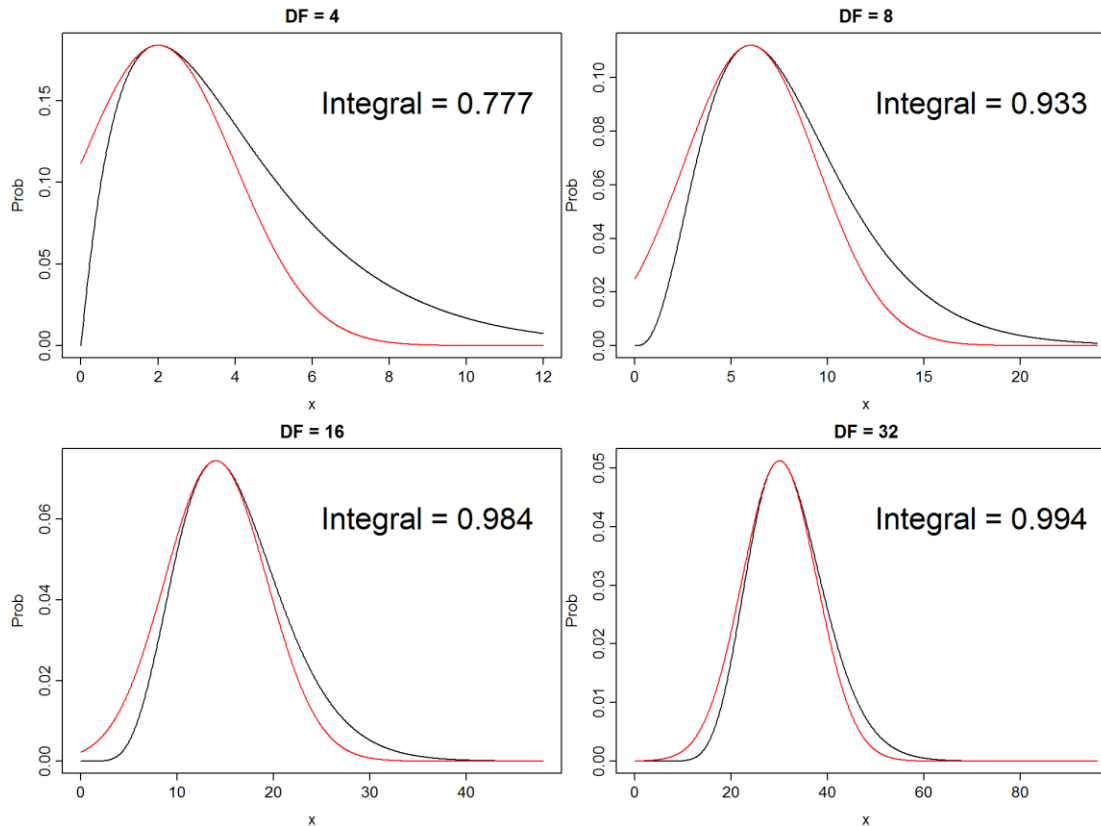 DF = 4
Integral = 0.777
Prob
0.00 0.05 0.10 0.15
0 2 4 6 8 10 12
x
DF = 8
Integral = 0.933
Prob
0.00 0.02 0.04 0.06 0.08 0.10
0 5 10 15 20
x
DF = 16
Integral = 0.984
Prob
0.00 0.02 0.04 0.06
0 10 20 30 40
x
DF = 32
Integral = 0.994
Prob
0.00 0.01 0.02 0.03 0.04 0.05
0 20 40 60 80
x